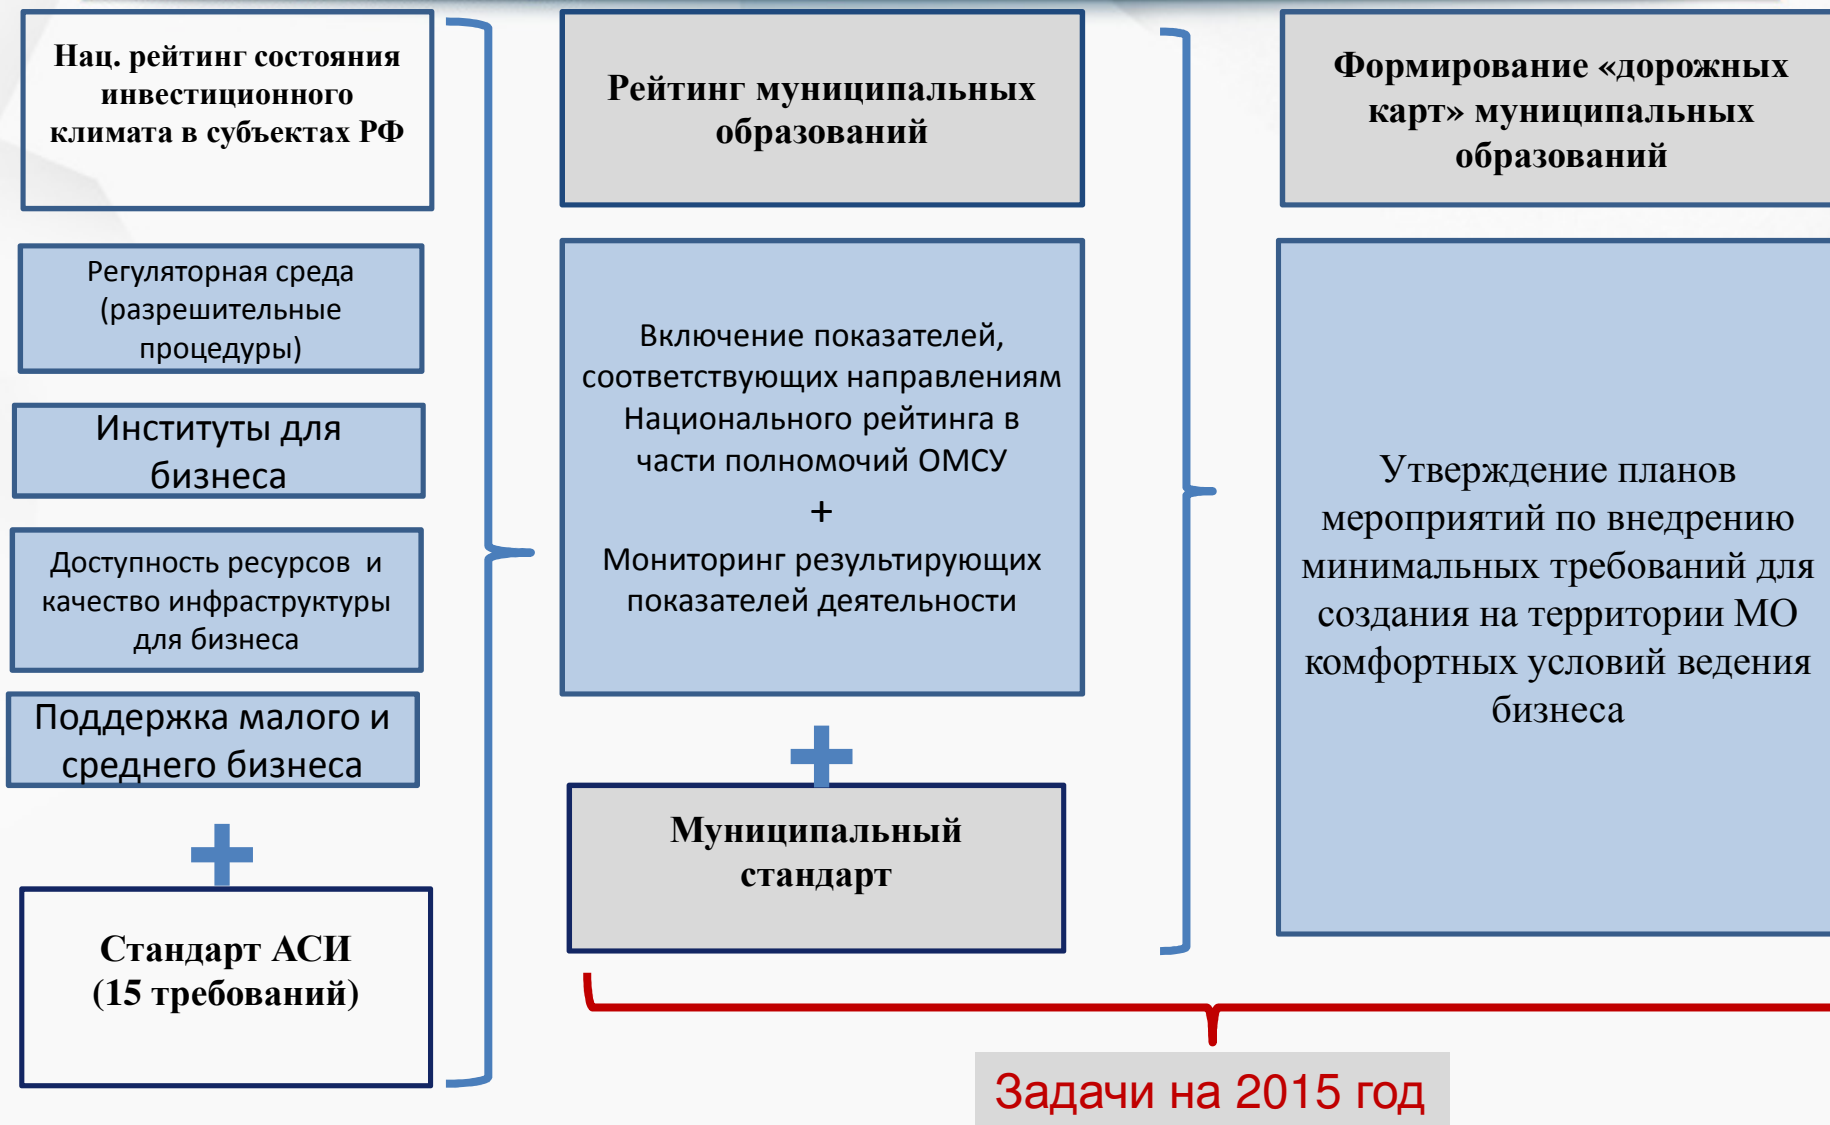 Нац. рейтинг состояния
инвестиционного
климата в субъектах РФ
Регуляторная среда
(разрешительные
процедуры)
Институты для
бизнеса
Доступность ресурсов и
качество инфраструктуры
для бизнеса
Поддержка малого и
среднего бизнеса
+
Стандарт АСИ
(15 требований)
Рейтинг муниципальных
образований
Включение показателей,
соответствующих направлениям
Национального рейтинга в
части полномочий ОМСУ
+
Мониторинг результирующих
показателей деятельности
+
Муниципальный
стандарт
Формирование «дорожных
карт» муниципальных
образований
Утверждение планов
мероприятий по внедрению
минимальных требований для
создания на территории МО
комфортных условий ведения
бизнеса
Задачи на 2015 год